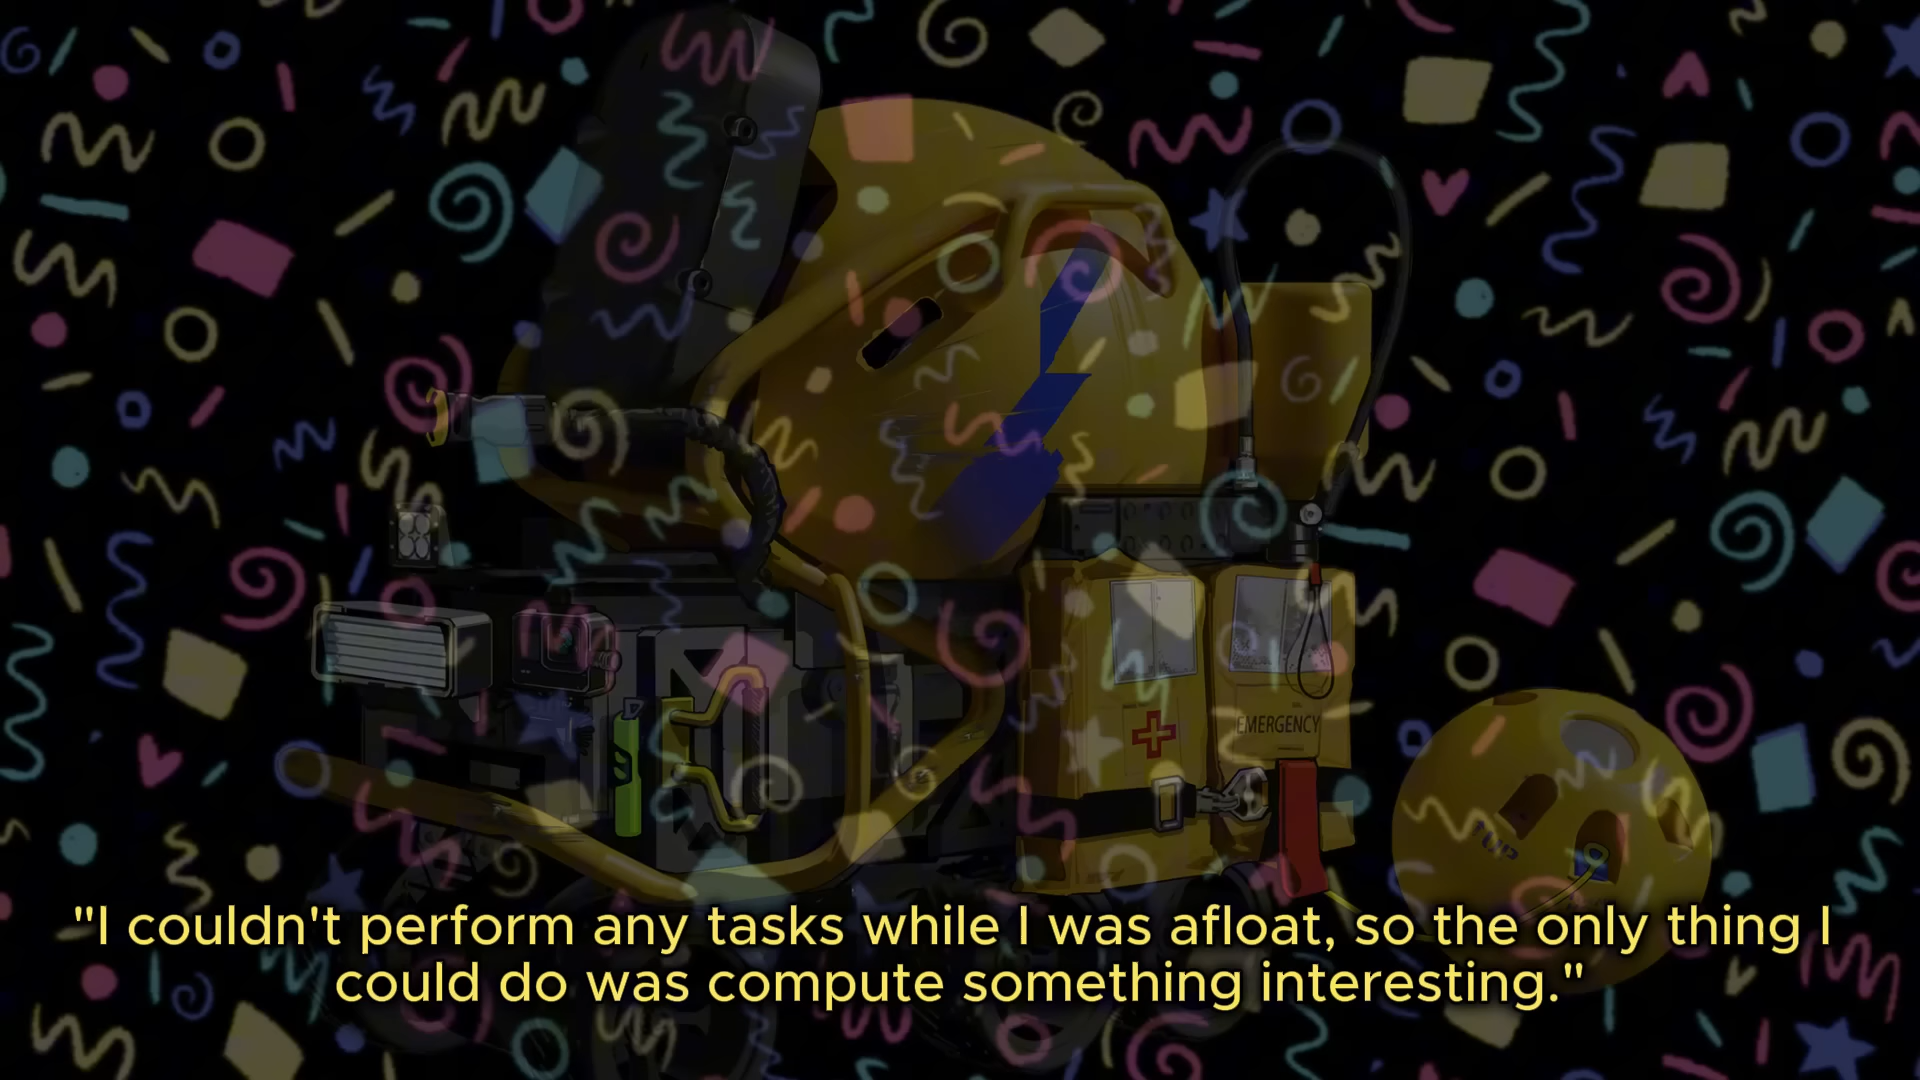 EMERGENCY
"I couldn't perform any tasks while I was afloat, so the only thing I
could do was compute something interesting."